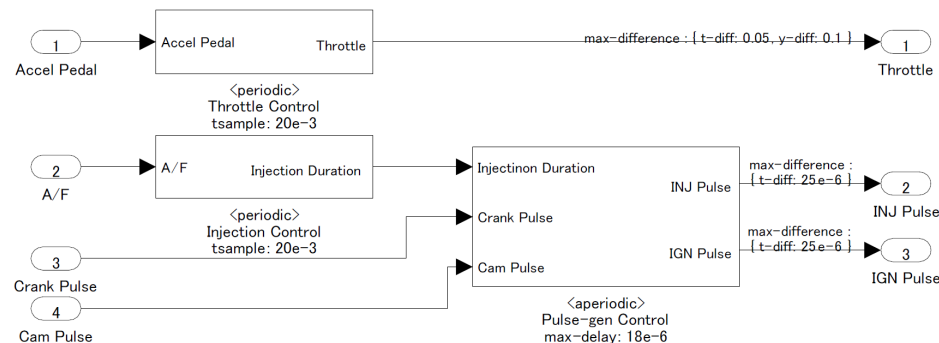 1
Accel Pedal
Accel Pedal
Throttle
<periodic>
Throttle Control
tsample: 20e-3
max-difference : { t-diff: 0.05, y-diff: 0.1 }
1
Throttle
2
A/F
A/F
Injection Duration
<periodic>
Injection Control
tsample: 20e-3
3
Crank Pulse
4
Cam Pulse
Injectinon Duration
Crank Pulse
Cam Pulse
INJ Pulse
IGN Pulse
<aperiodic>
Pulse-gen Control
max-delay: 18e-6
max-difference :
{ t-diff: 25e-6 }
2
INJ Pulse
max-difference :
{ t-diff: 25e-6 }
3
IGN Pulse